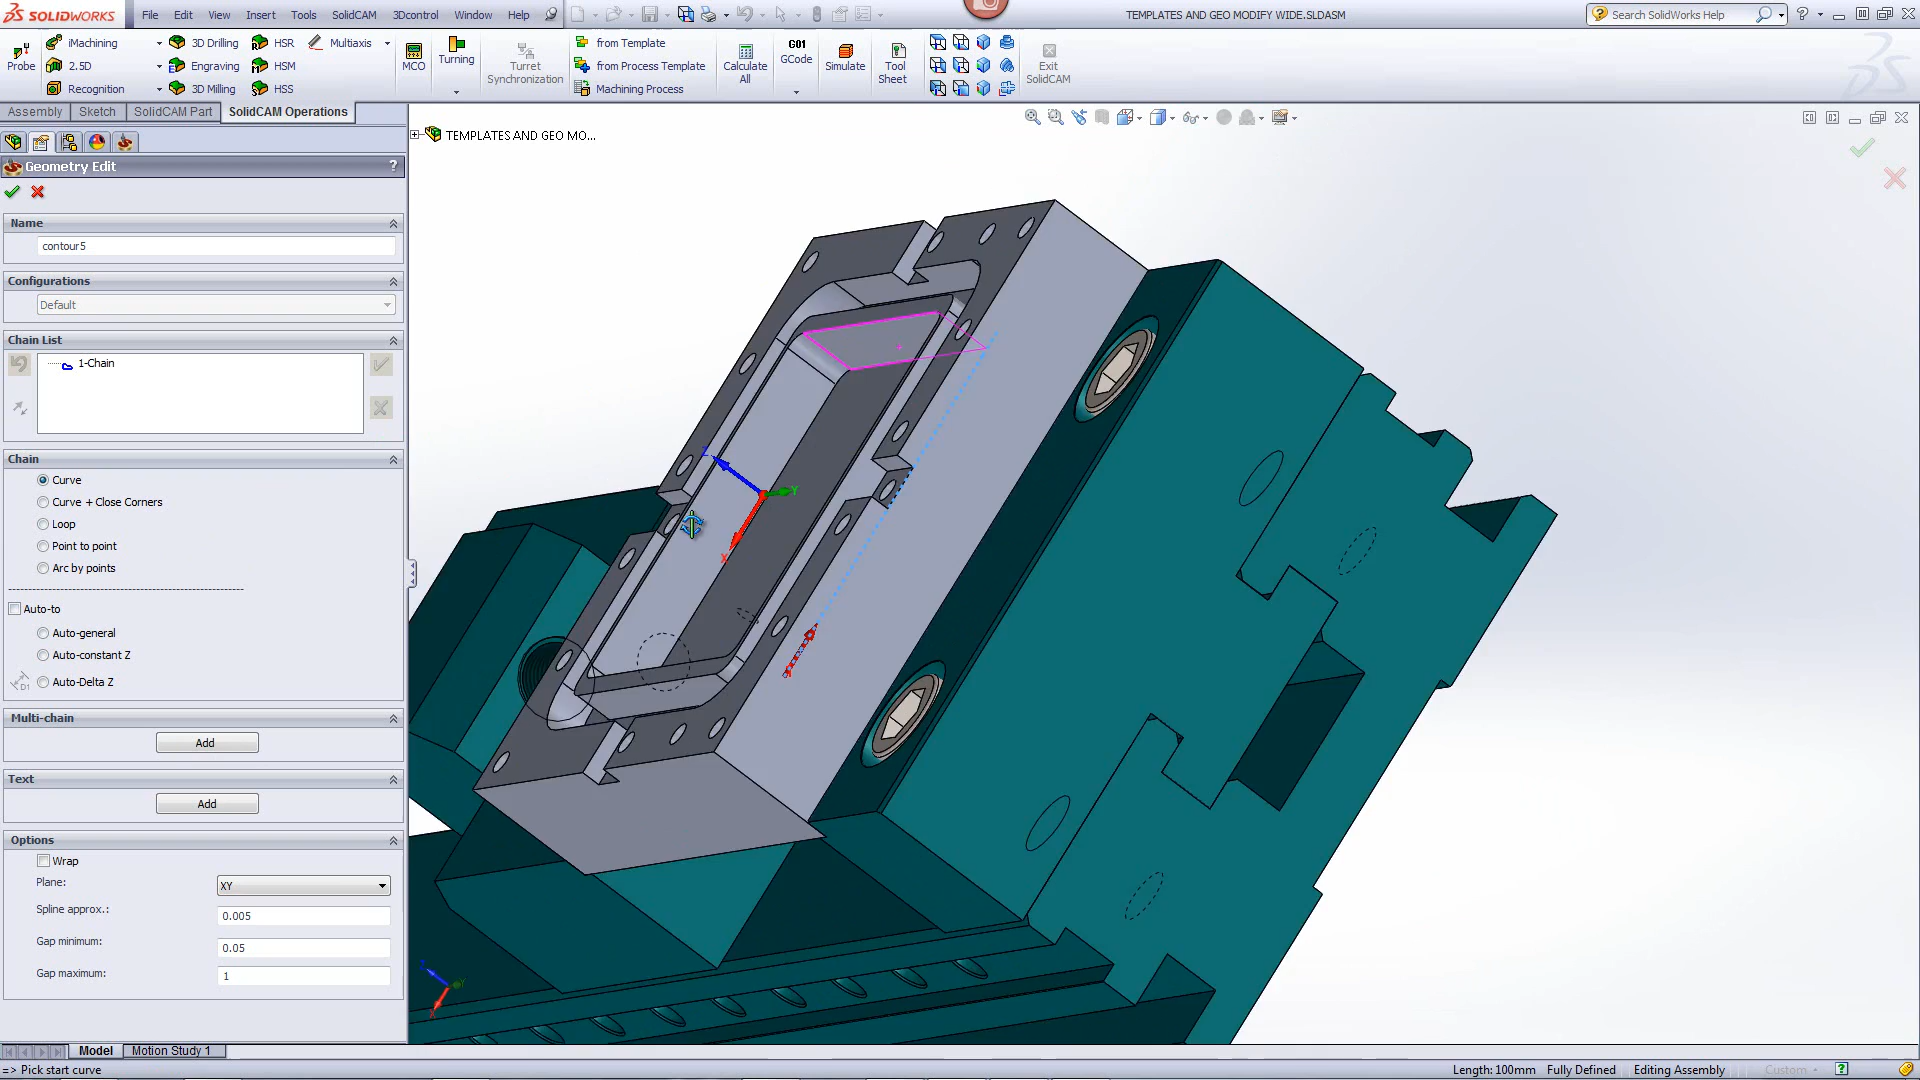 SOLIDWORKS File Edit View Insert Tools SolidCAM 3Dcontrol Window Help TEMPLATES AND GEO MODIFY WIDE.SLDASM Search SolidWorks Help
Probe iMachining 3D Drilling HSR Multiaxis MCO Turning Turret Synchronization from Template Calculate All G01 GCode Simulate Tool Sheet Exit SolidCAM
2.5D Engraving HSM from Process Template
Recognition 3D Milling HSS Machining Process
Assembly Sketch SolidCAM Part SolidCAM Operations
TEMPLATES AND GEO MO...
Geometry Edit ?
Name
contour5
Configurations
Default
Chain List
1-Chain
Chain
Curve
Curve + Close Corners
Loop
Point to point
Arc by points
Auto-to
Auto-general
Auto-constant Z
Auto-Delta Z
Multi-chain
Add
Text
Add
Options
Wrap
Plane: XY
Spline approx.: 0.005
Gap minimum: 0.05
Gap maximum: 1
Z
Y
X
Model Motion Study 1
=> Pick start curve Length: 100mm Fully Defined Editing Assembly Custom